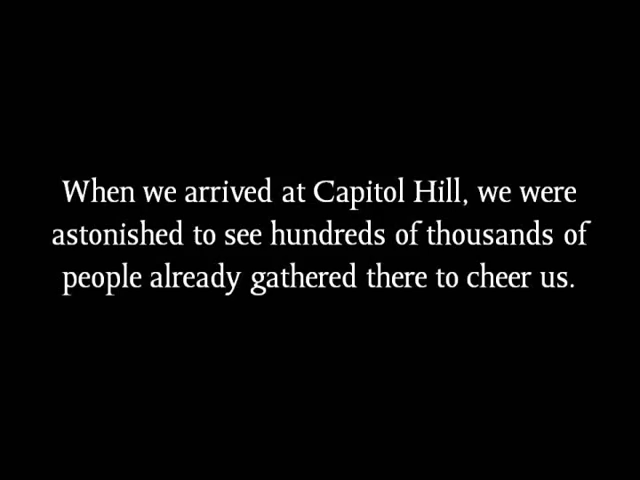 When we arrived at Capitol Hill, we were
astonished to see hundreds of thousands of
people already gathered there to cheer us.